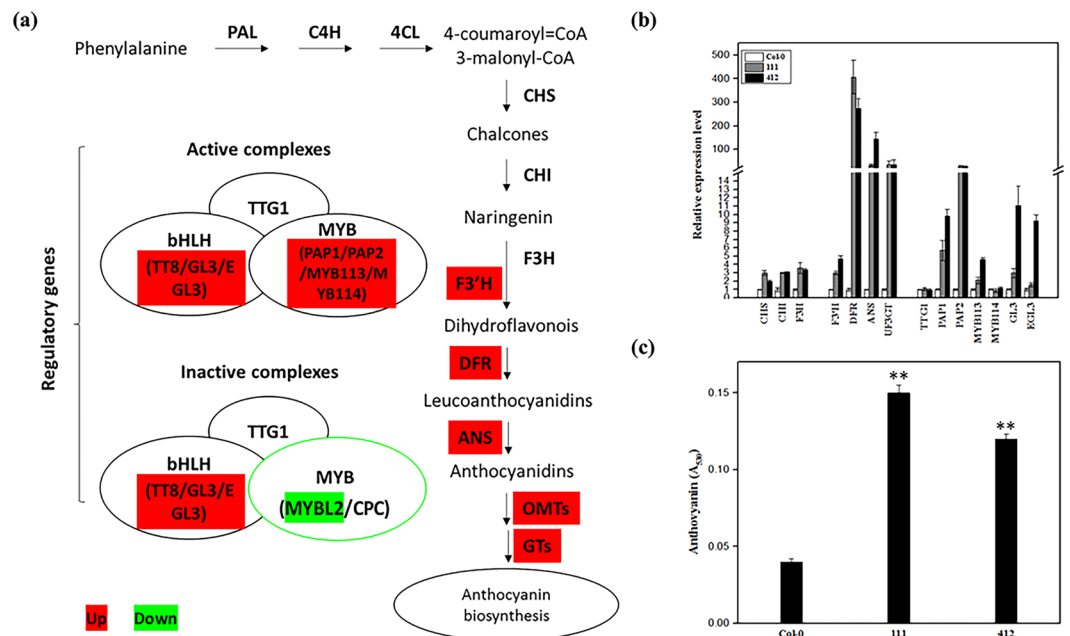 (a)
Phenylalanine
PAL
C4H
4CL
4-coumaroyl=CoA
3-malonyl-CoA
CHS
Chalcones
CHI
Naringenin
F3H
F3’H
Dihydroflavonois
DFR
Leucoanthocyanidins
ANS
Anthocyanidins
OMTs
GTs
Anthocyanin
biosynthesis
Regulatory genes
Active complexes
TTG1
bHLH
(TT8/GL3/E
GL3)
MYB
(PAP1/PAP2
/MYB113/M
YB114)
Inactive complexes
TTG1
bHLH
(TT8/GL3/E
GL3)
MYB
(MYBL2/CPC)
Up
Down
(b)
Relative expression level
500
400
300
200
100
14
13
12
11
10
9
8
7
6
5
4
3
2
1
0
Col-0
111
412
CHS
CHI
F3H
F3'H
DFR
ANS
UF3GT
TTG1
PAP1
PAP2
MYB113
MYB114
GL3
EGL3
(c)
Anthovyanin (A530)
0.15
0.10
0.05
0.00
**
**
Col-0
111
412